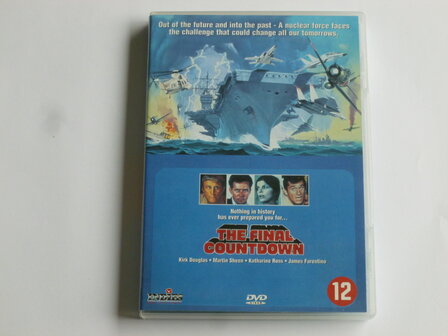 Out of the future and into the past - A nuclear force faces
the challenge that could change all our tomorrows.
Nothing in history
has ever prepared you for...
THE FINAL
COUNTDOWN
Kirk Douglas • Martin Sheen • Katharine Ross • James Farentino
DVD
VIDEO
12